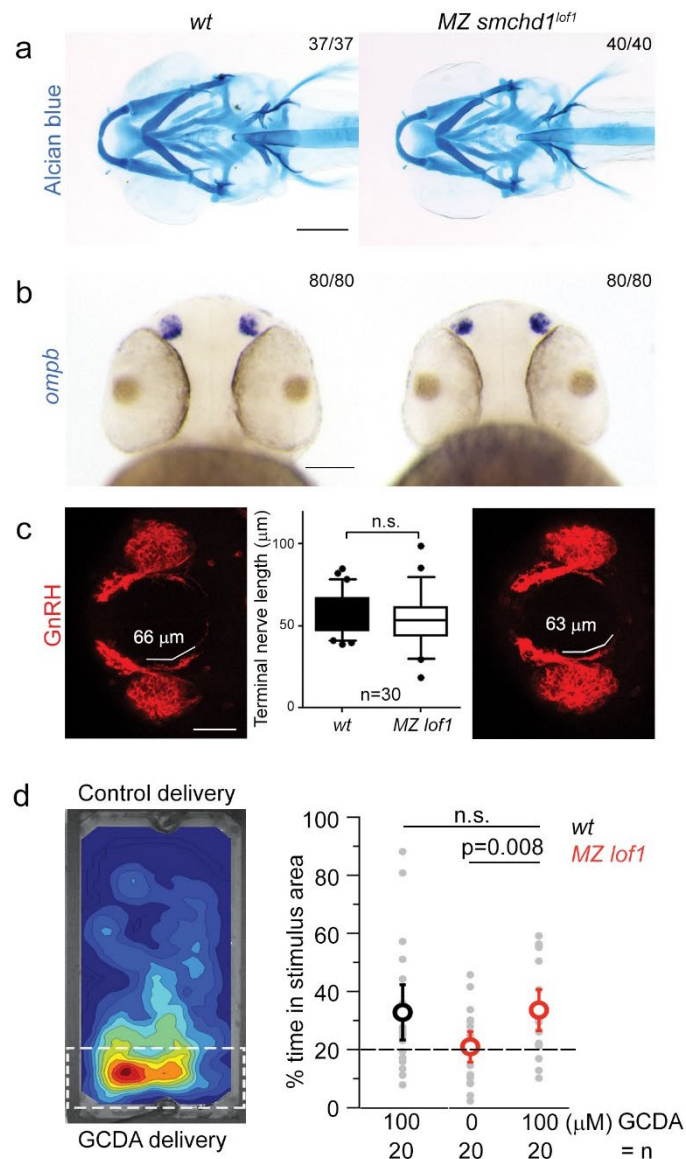 wt MZ smchd1lof1
a
37/37 40/40
Alcian blue
b
80/80 80/80
ompb
c
n.s.
GnRH
Terminal nerve length (μm)
100
50
0
66 μm
n=30
63 μm
wt MZ lof1
d
Control delivery
GCDA delivery
% time in stimulus area
100
80
60
40
20
0
n.s.
p=0.008
wt
MZ lof1
100 0 100 (μM) GCDA
20 20 20 = n